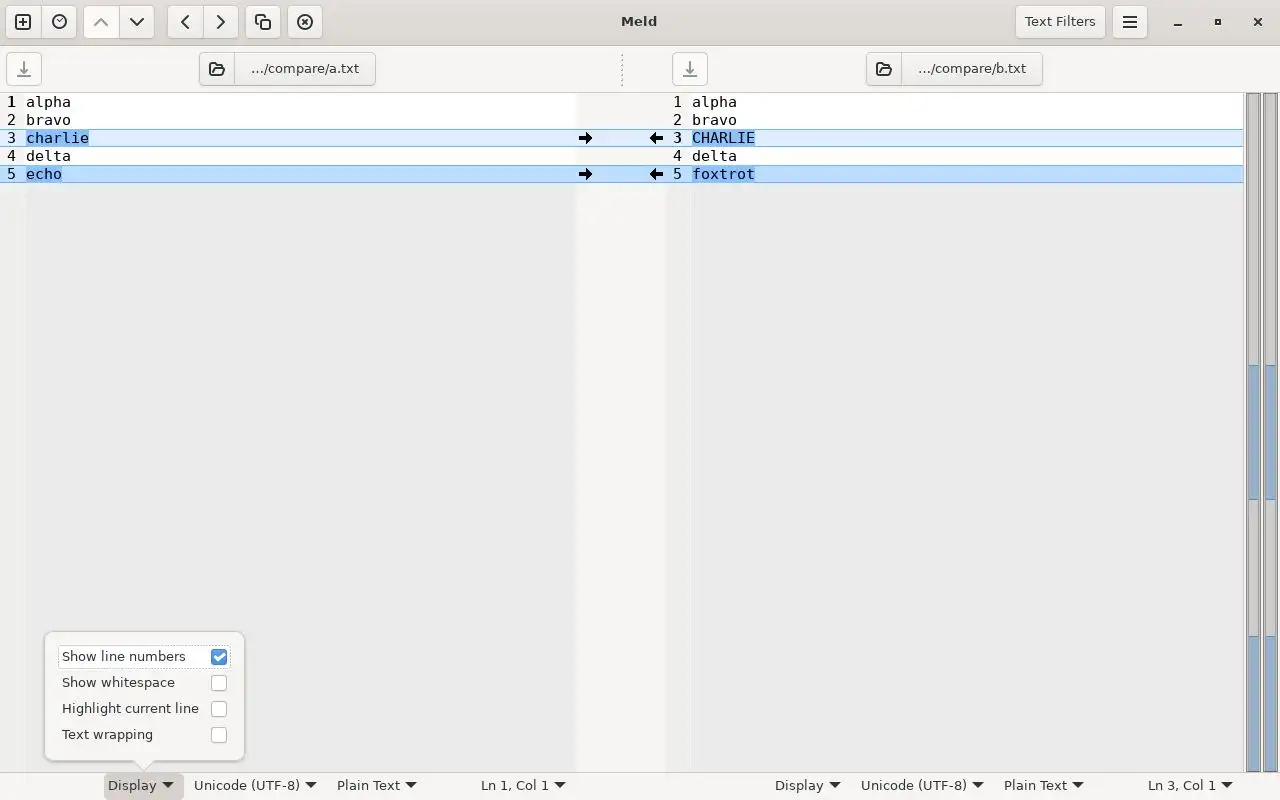 Meld
Text Filters
.../compare/a.txt
.../compare/b.txt
1 alpha
2 bravo
3 charlie
4 delta
5 echo
1 alpha
2 bravo
3 CHARLIE
4 delta
5 foxtrot
Show line numbers
Show whitespace
Highlight current line
Text wrapping
Display Unicode (UTF-8) Plain Text Ln 1, Col 1
Display Unicode (UTF-8) Plain Text Ln 3, Col 1